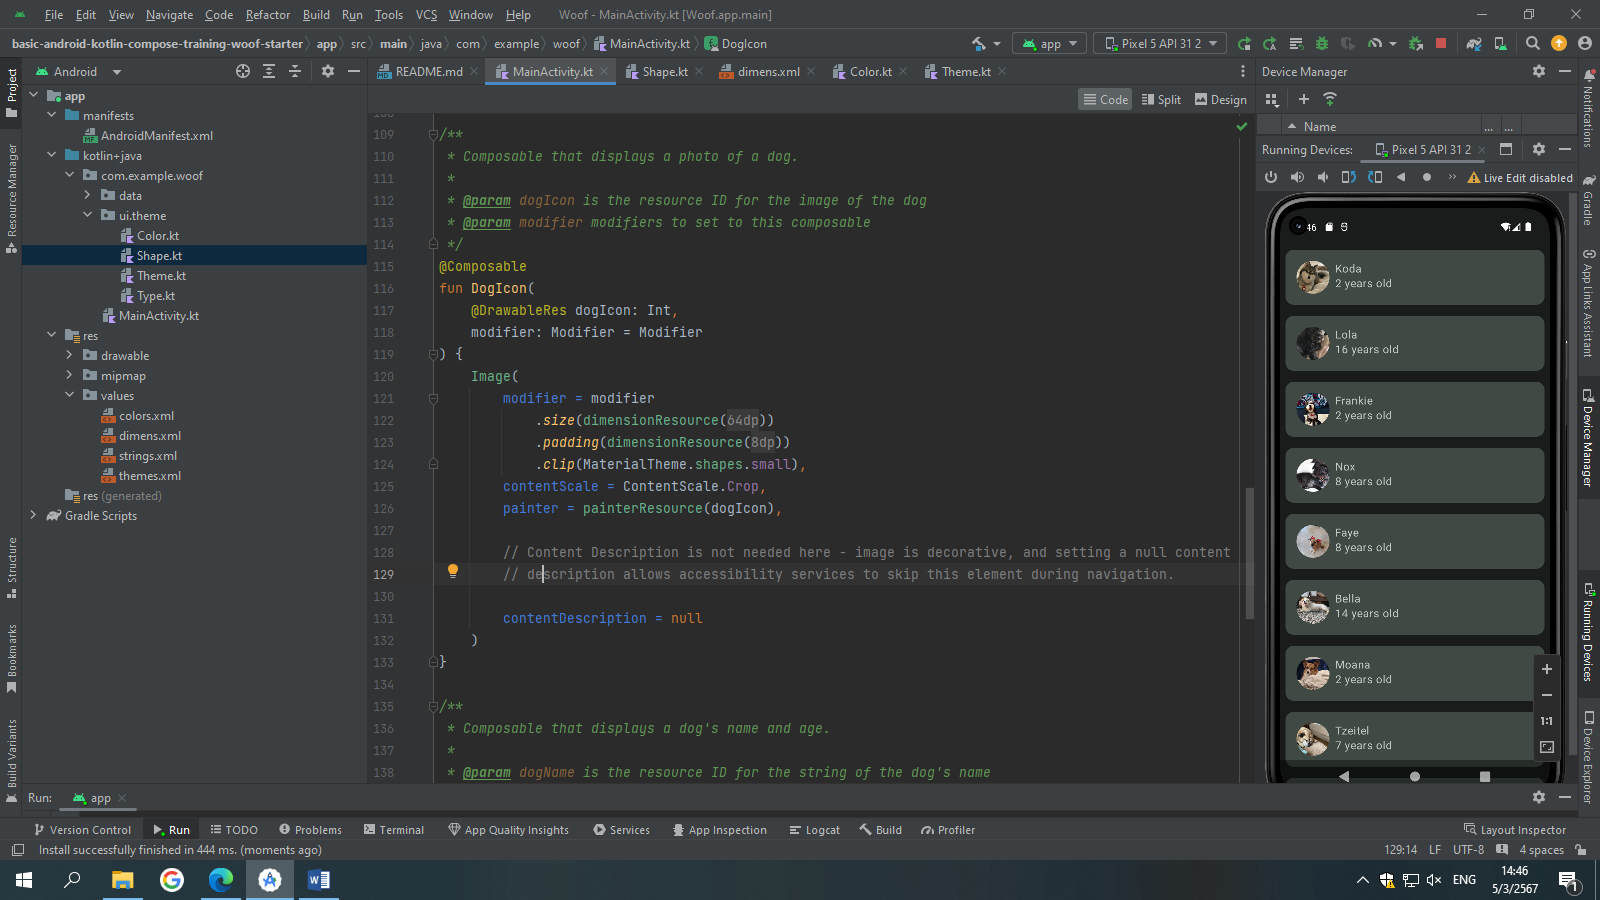 File Edit View Navigate Code Refactor Build Run Tools VCS Window Help Woof - MainActivity.kt [Woof.app.main]
basic-android-kotlin-compose-training-woof-starter app src main java com example woof MainActivity.kt DogIcon app Pixel 5 API 31 2
Project
Android
README.md MainActivity.kt Shape.kt dimens.xml Color.kt Theme.kt
Device Manager
Code Split Design
app
manifests
AndroidManifest.xml
kotlin+java
com.example.woof
data
ui.theme
Color.kt
Shape.kt
Theme.kt
Type.kt
MainActivity.kt
res
drawable
mipmap
values
colors.xml
dimens.xml
strings.xml
themes.xml
res (generated)
Gradle Scripts
Resource Manager
Structure
Bookmarks
Build Variants
109 /**
110 * Composable that displays a photo of a dog.
111 *
112 * @param dogIcon is the resource ID for the image of the dog
113 * @param modifier modifiers to set to this composable
114 */
115 @Composable
116 fun DogIcon(
117 @DrawableRes dogIcon: Int,
118 modifier: Modifier = Modifier
119 ) {
120 Image(
121 modifier = modifier
122 .size(dimensionResource(64dp))
123 .padding(dimensionResource(8dp))
124 .clip(MaterialTheme.shapes.small),
125 contentScale = ContentScale.Crop,
126 painter = painterResource(dogIcon),
127
128 // Content Description is not needed here - image is decorative, and setting a null content
129 // description allows accessibility services to skip this element during navigation.
130
131 contentDescription = null
132 )
133 }
134
135 /**
136 * Composable that displays a dog's name and age.
137 *
138 * @param dogName is the resource ID for the string of the dog's name
Name ... ...
Running Devices: Pixel 5 API 31 2
Live Edit disabled
46
Koda
2 years old
Lola
16 years old
Frankie
2 years old
Nox
8 years old
Faye
8 years old
Bella
14 years old
Moana
2 years old
Tzeitel
7 years old
1:1
Notifications
Gradle
App Links Assistant
Device Manager
Running Devices
Device Explorer
Run: app
Version Control Run TODO Problems Terminal App Quality Insights Services App Inspection Logcat Build Profiler Layout Inspector
Install successfully finished in 444 ms. (moments ago) 129:14 LF UTF-8 4 spaces
ENG 14:46
5/3/2567
1